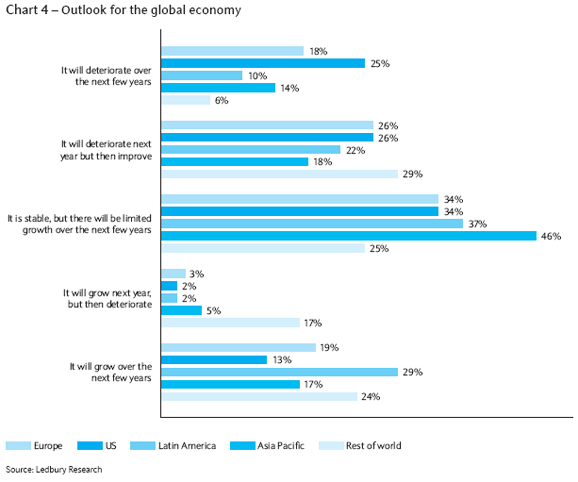 Chart 4 – Outlook for the global economy
18%
It will deteriorate over
the next few years
25%
10%
14%
6%
26%
It will deteriorate next
year but then improve
26%
22%
18%
29%
34%
It is stable, but there will be limited
growth over the next few years
34%
37%
46%
25%
3%
It will grow next year,
but then deteriorate
2%
2%
5%
17%
19%
It will grow over the
next few years
13%
29%
17%
24%
Europe US Latin America Asia Pacific Rest of world
Source: Ledbury Research